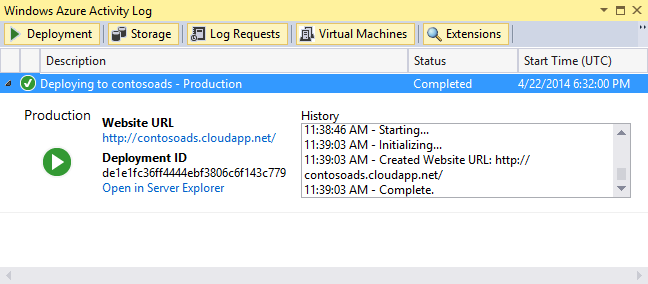 Windows Azure Activity Log
Deployment Storage Log Requests Virtual Machines Extensions
Description Status Start Time (UTC)
Deploying to contosoads - Production Completed 4/22/2014 6:32:00 PM
Production
Website URL
http://contosoads.cloudapp.net/
Deployment ID
de1e1fc36ff4444ebf3806c6f143c779
Open in Server Explorer
History
11:38:46 AM - Starting...
11:39:03 AM - Initializing...
11:39:03 AM - Created Website URL: http://
contosoads.cloudapp.net/
11:39:03 AM - Complete.